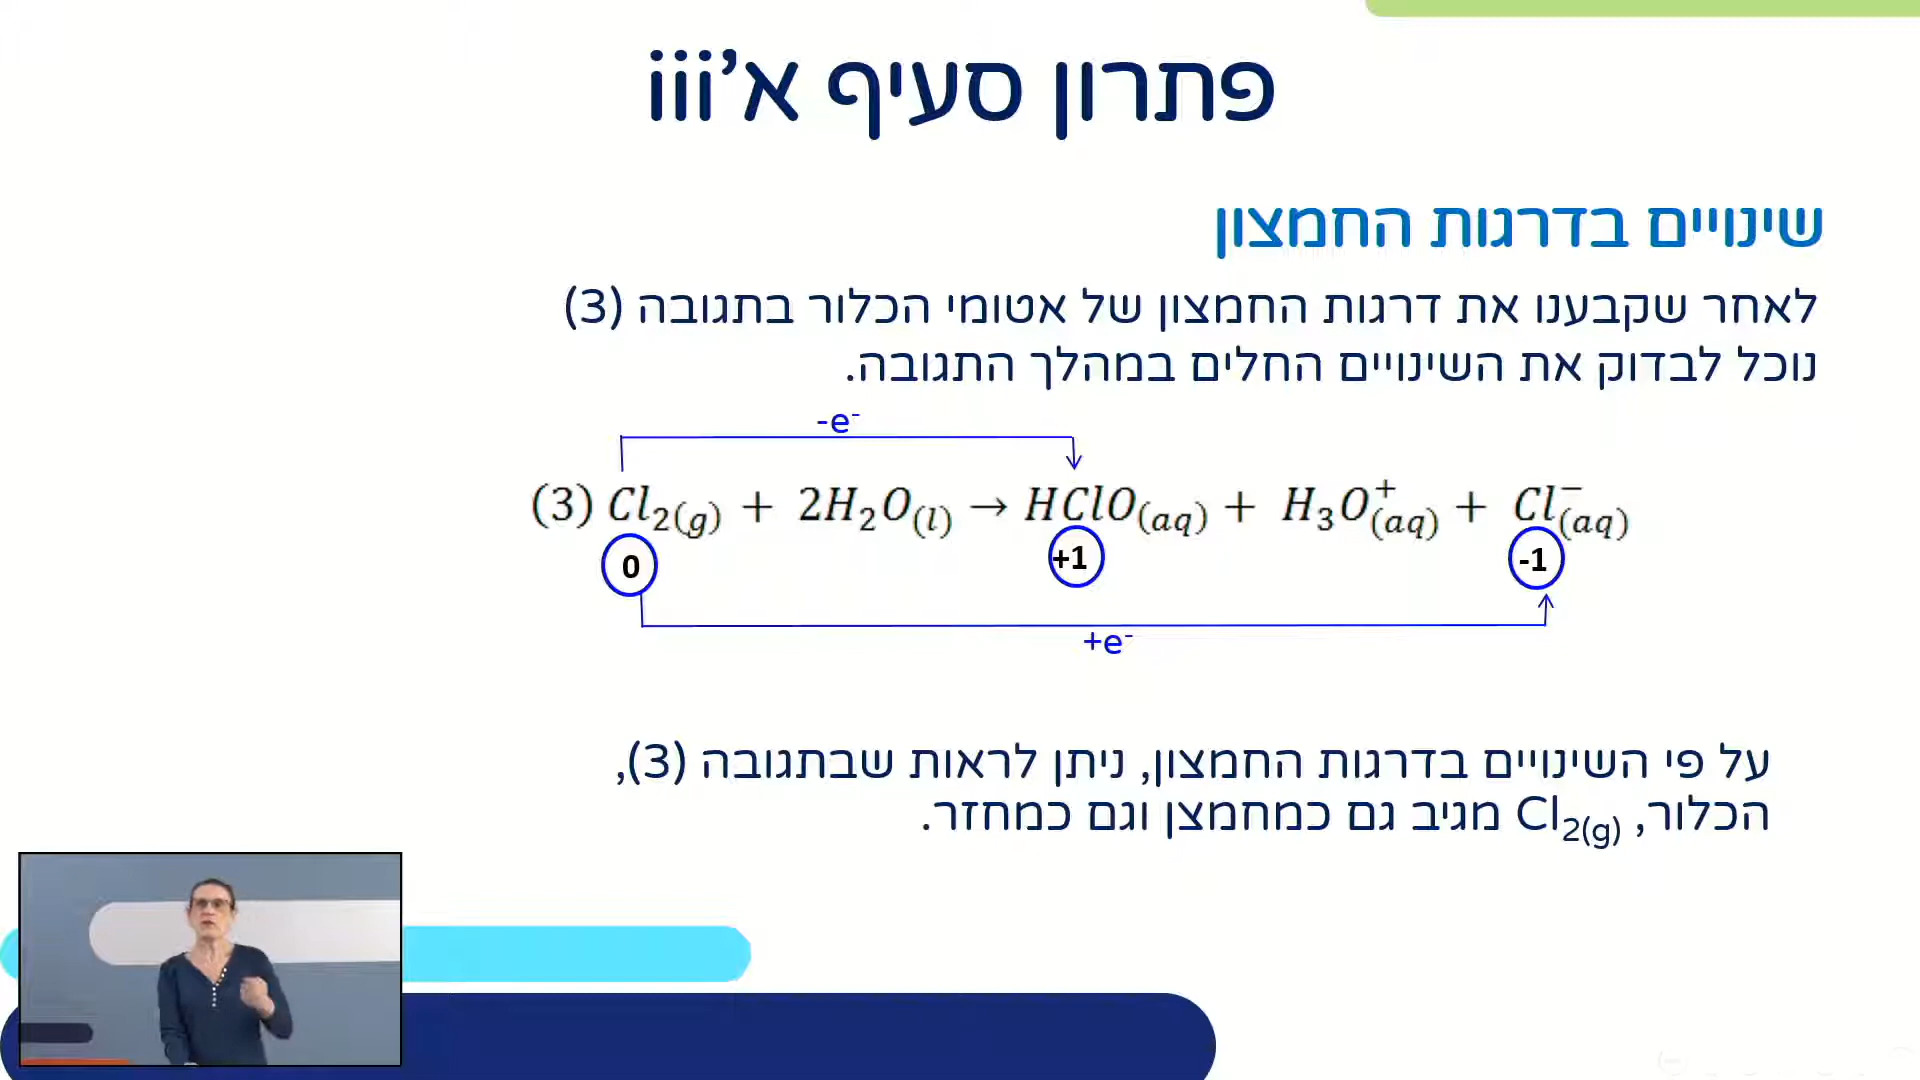 פתרון סעיף א'iii
שינויים בדרגות החמצון
לאחר שקבענו את דרגות החמצון של אטומי הכלור בתגובה (3)
נוכל לבדוק את השינויים החלים במהלך התגובה.
-e⁻
(3) Cl₂(g) + 2H₂O(l) → HClO(aq) + H₃O⁺(aq) + Cl⁻(aq)
0 +1 -1
+e⁻
על פי השינויים בדרגות החמצון, ניתן לראות שבתגובה (3),
הכלור, Cl₂(g) מגיב גם כמחמצן וגם כמחזר.